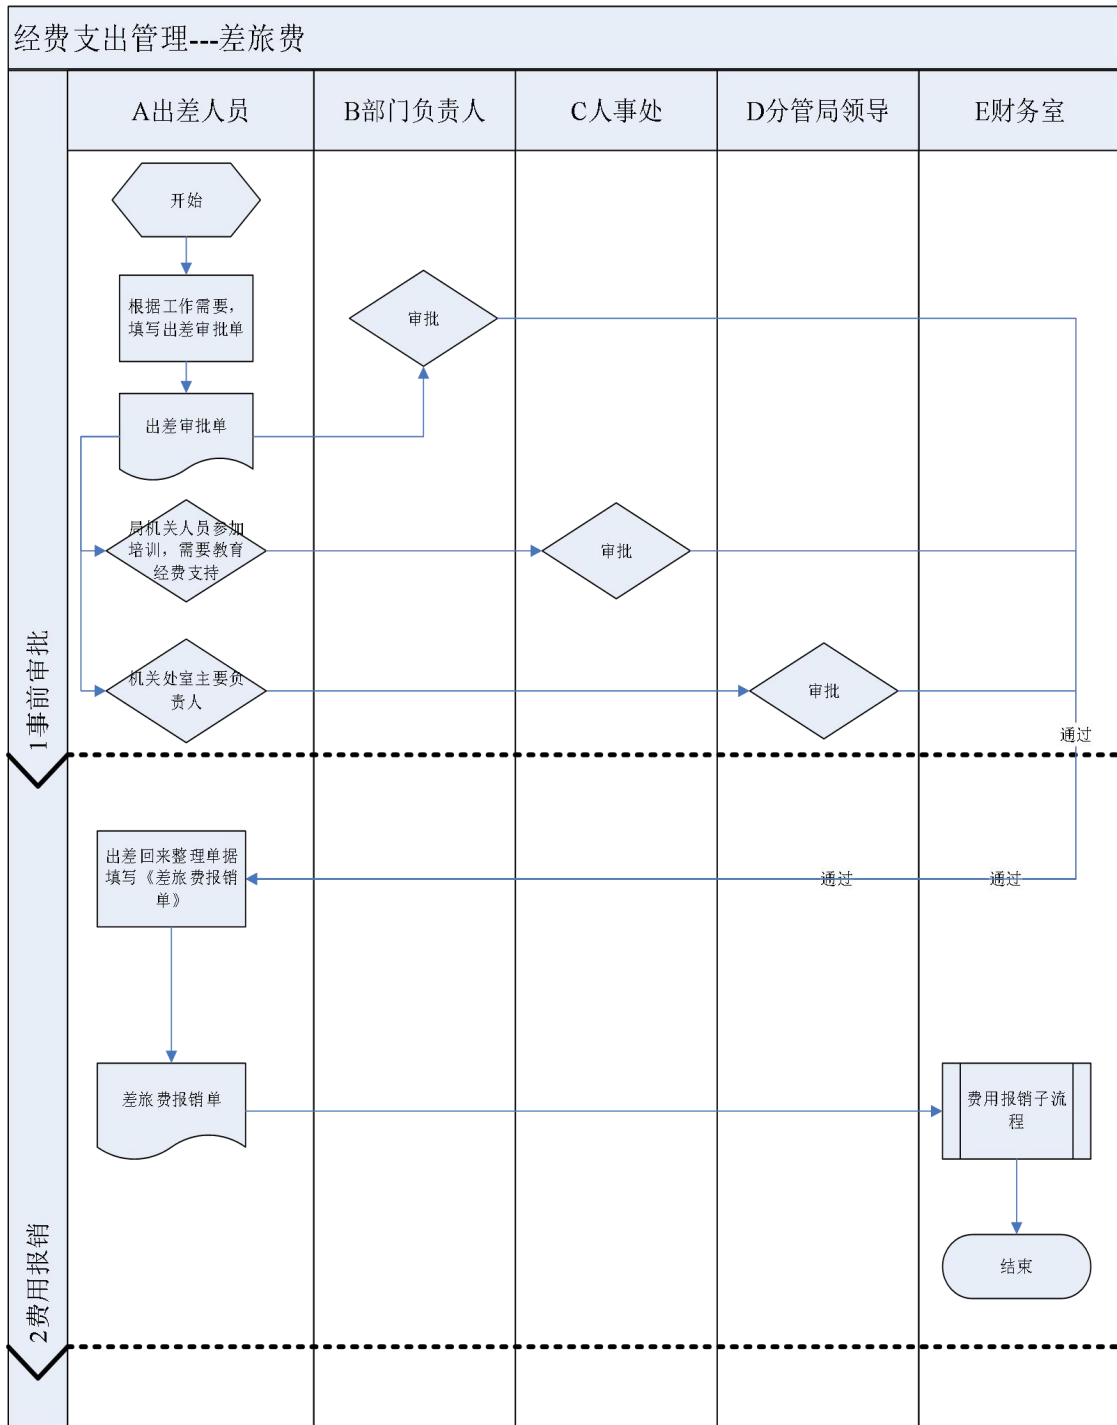 经费支出管理---差旅费
A出差人员
B部门负责人
C人事处
D分管局领导
E财务室
开始
根据工作需要，
填写出差审批单
审批
出差审批单
局机关人员参加
培训，需要教育
经费支持
审批
机关处室主要负
责人
审批
1事前审批
通过
出差回来整理单据
填写《差旅费报销
单》
通过
通过
差旅费报销单
费用报销子流
程
结束
2费用报销